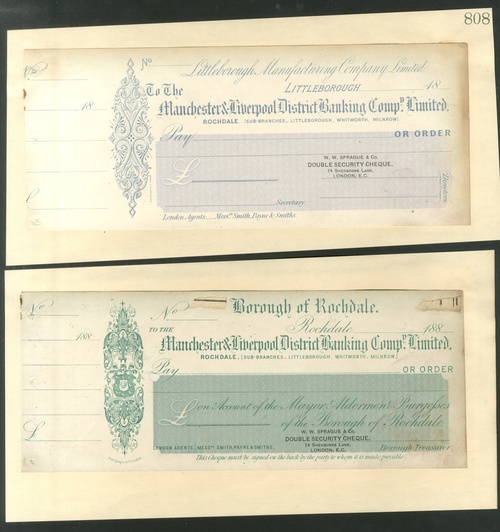 808
No
Littleborough Manufacturing Company Limited.
LITTLEBOROUGH 18
18
To The
Manchester & Liverpool District Banking Compy. Limited,
ROCHDALE. (SUB-BRANCHES, LITTLEBOROUGH, WHITWORTH, MILNROW)
Pay
OR ORDER
W. W. SPRAGUE & Co.
DOUBLE SECURITY CHEQUE,
14 SHERBORNE LANE,
LONDON, E.C.
£
£
Secretary
Directors
London Agents, Messrs. Smith, Payne & Smiths.
No
No
Borough of Rochdale.
Rochdale 188
188
TO THE
Manchester & Liverpool District Banking Compy. Limited,
ROCHDALE, (SUB-BRANCHES, LITTLEBOROUGH, WHITWORTH, MILNROW)
Pay
OR ORDER
£
£
on Account of the Mayor, Aldermen & Burgesses
of the Borough of Rochdale
W. W. SPRAGUE & Co.
DOUBLE SECURITY CHEQUE,
14 SHERBORNE LANE,
LONDON, E.C.
LONDON AGENTS, MESSRS. SMITH, PAYNE & SMITHS.
Borough Treasurer.
This Cheque must be signed on the back by the party to whom it is made payable